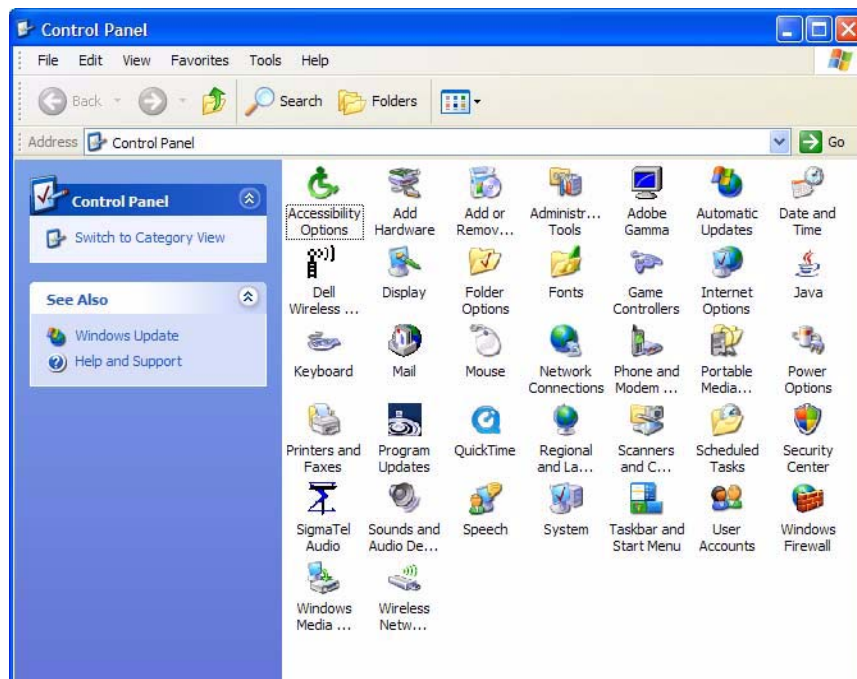 Control Panel
File Edit View Favorites Tools Help
Back Search Folders
Address Control Panel Go
Control Panel
Switch to Category View
See Also
Windows Update
Help and Support
Accessibility Options
Add Hardware
Add or Remov...
Administr... Tools
Adobe Gamma
Automatic Updates
Date and Time
Dell Wireless ...
Display
Folder Options
Fonts
Game Controllers
Internet Options
Java
Keyboard
Mail
Mouse
Network Connections
Phone and Modem ...
Portable Media...
Power Options
Printers and Faxes
Program Updates
QuickTime
Regional and La...
Scanners and C...
Scheduled Tasks
Security Center
SigmaTel Audio
Sounds and Audio De...
Speech
System
Taskbar and Start Menu
User Accounts
Windows Firewall
Windows Media ...
Wireless Netw...